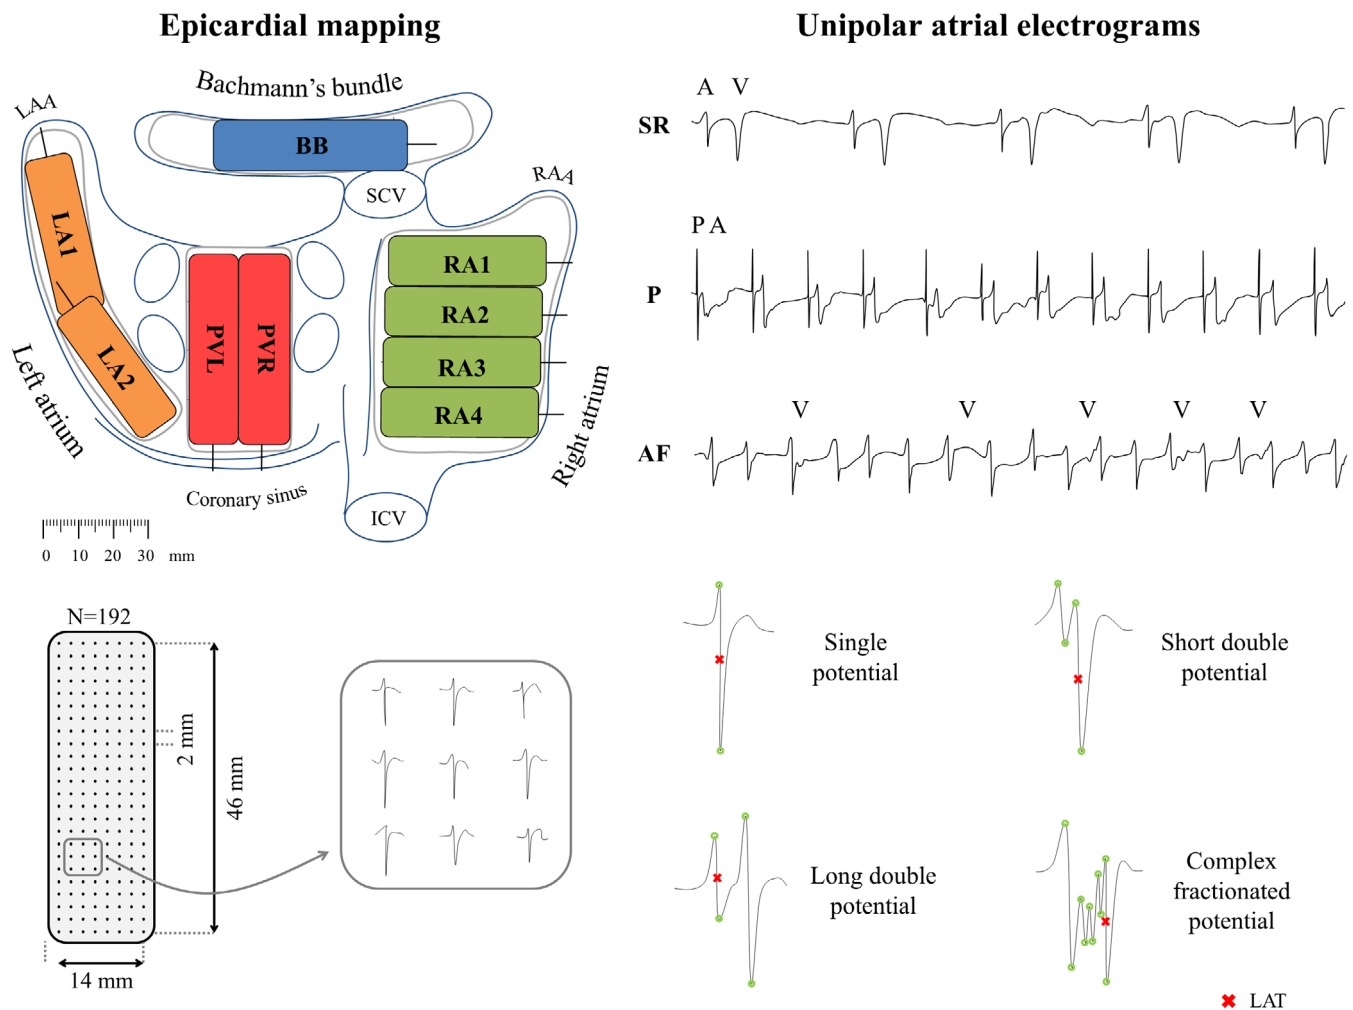 Epicardial mapping
Unipolar atrial electrograms
Bachmann's bundle
LAA
BB
SCV
RAA
LA1
LA2
PVL
PVR
RA1
RA2
RA3
RA4
Left atrium
Right atrium
Coronary sinus
ICV
0 10 20 30 mm
A V
SR
P A
P
V V V V V
AF
N=192
2 mm
46 mm
14 mm
Single
potential
Short double
potential
Long double
potential
Complex
fractionated
potential
LAT